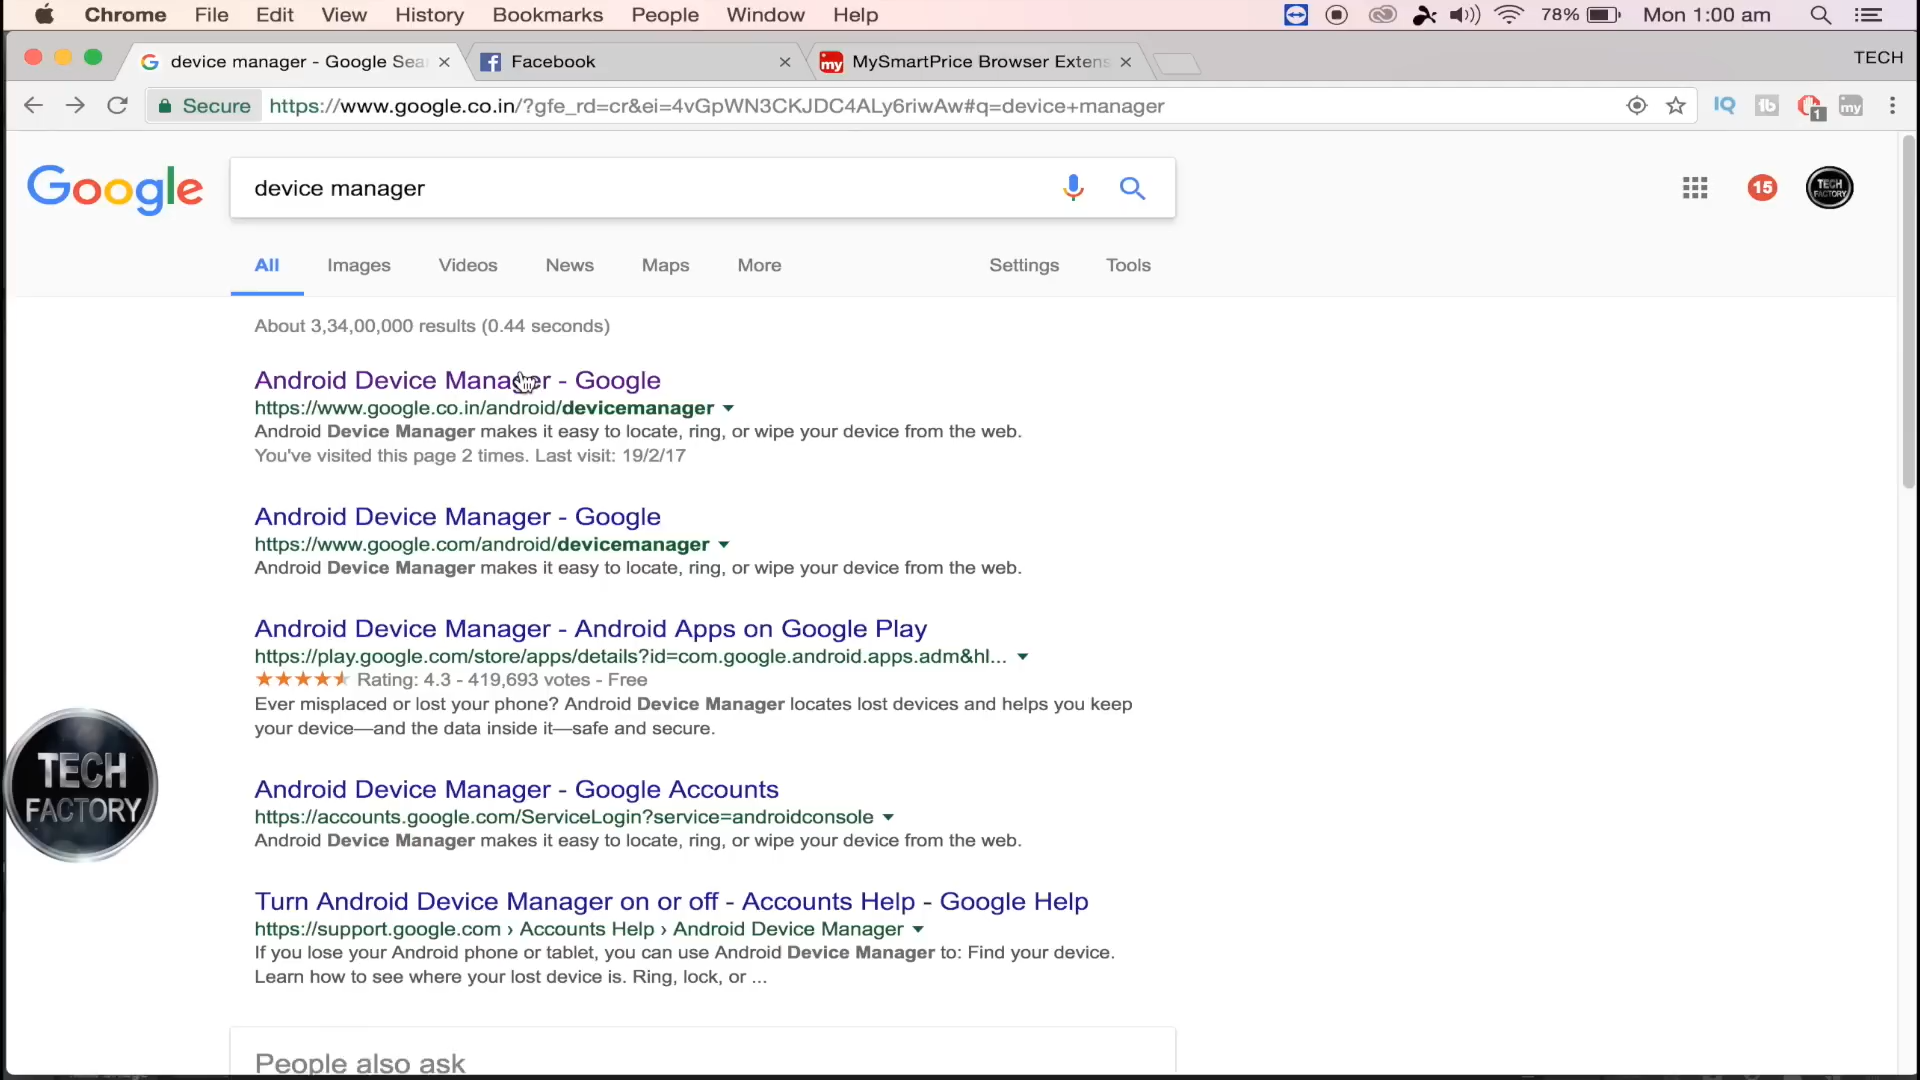 Chrome File Edit View History Bookmarks People Window Help 78% Mon 1:00 am
device manager - Google Sea Facebook MySmartPrice Browser Extens TECH
Secure https://www.google.co.in/?gfe_rd=cr&ei=4vGpWN3CKJDC4ALy6riwAw#q=device+manager IQ tb 1 my
Google device manager 15 TECH FACTORY
All Images Videos News Maps More Settings Tools
About 3,34,00,000 results (0.44 seconds)
Android Device Manager - Google
https://www.google.co.in/android/devicemanager
Android Device Manager makes it easy to locate, ring, or wipe your device from the web.
You've visited this page 2 times. Last visit: 19/2/17
Android Device Manager - Google
https://www.google.com/android/devicemanager
Android Device Manager makes it easy to locate, ring, or wipe your device from the web.
Android Device Manager - Android Apps on Google Play
https://play.google.com/store/apps/details?id=com.google.android.apps.adm&hl...
Rating: 4.3 - 419,693 votes - Free
Ever misplaced or lost your phone? Android Device Manager locates lost devices and helps you keep
your device—and the data inside it—safe and secure.
Android Device Manager - Google Accounts
https://accounts.google.com/ServiceLogin?service=androidconsole
Android Device Manager makes it easy to locate, ring, or wipe your device from the web.
TECH
FACTORY
Turn Android Device Manager on or off - Accounts Help - Google Help
https://support.google.com › Accounts Help › Android Device Manager
If you lose your Android phone or tablet, you can use Android Device Manager to: Find your device.
Learn how to see where your lost device is. Ring, lock, or ...
People also ask